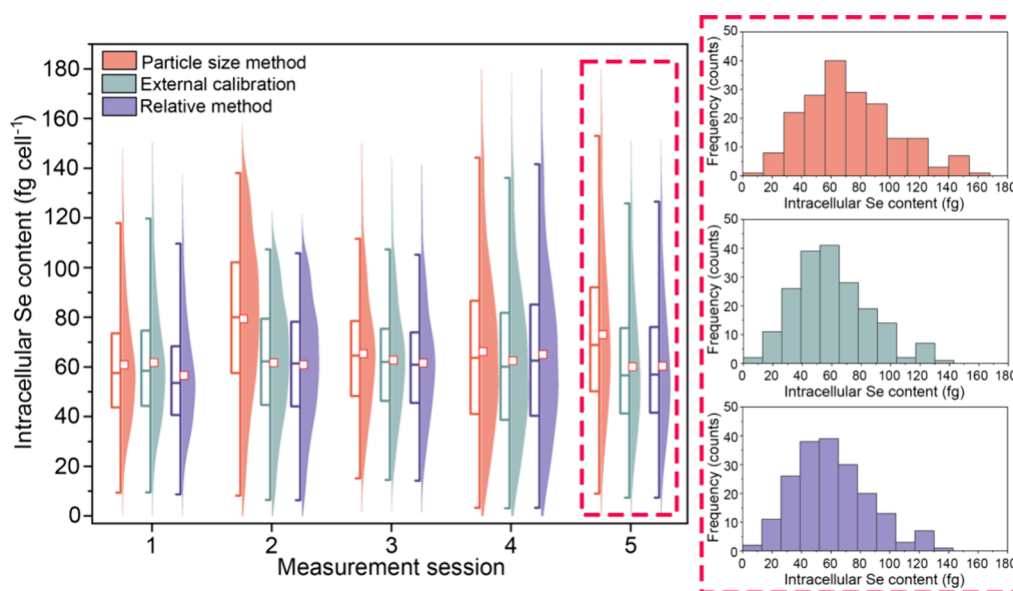 Particle size method
External calibration
Relative method
Intracellular Se content (fg cell⁻¹)
180
160
140
120
100
80
60
40
20
0
1 2 3 4 5
Measurement session
Frequency (counts)
50
40
30
20
10
0
0 20 40 60 80 100 120 140 160 180
Intracellular Se content (fg)
Frequency (counts)
50
40
30
20
10
0
0 20 40 60 80 100 120 140 160 180
Intracellular Se content (fg)
Frequency (counts)
50
40
30
20
10
0
0 20 40 60 80 100 120 140 160 180
Intracellular Se content (fg)